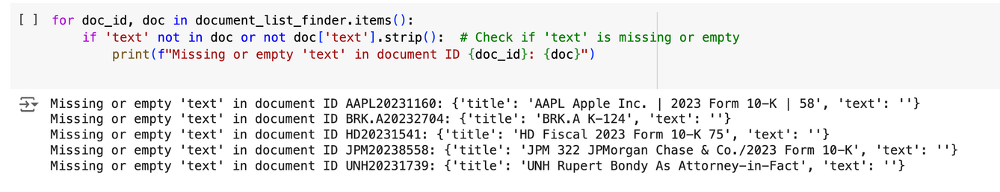 [ ] for doc_id, doc in document_list_finder.items():
if 'text' not in doc or not doc['text'].strip():  # Check if 'text' is missing or empty
print(f"Missing or empty 'text' in document ID {doc_id}: {doc}")
Missing or empty 'text' in document ID AAPL20231160: {'title': 'AAPL Apple Inc. | 2023 Form 10-K | 58', 'text': ''}
Missing or empty 'text' in document ID BRK.A20232704: {'title': 'BRK.A K-124', 'text': ''}
Missing or empty 'text' in document ID HD20231541: {'title': 'HD Fiscal 2023 Form 10-K 75', 'text': ''}
Missing or empty 'text' in document ID JPM20238558: {'title': 'JPM 322 JPMorgan Chase & Co./2023 Form 10-K', 'text': ''}
Missing or empty 'text' in document ID UNH20231739: {'title': 'UNH Rupert Bondy As Attorney-in-Fact', 'text': ''}